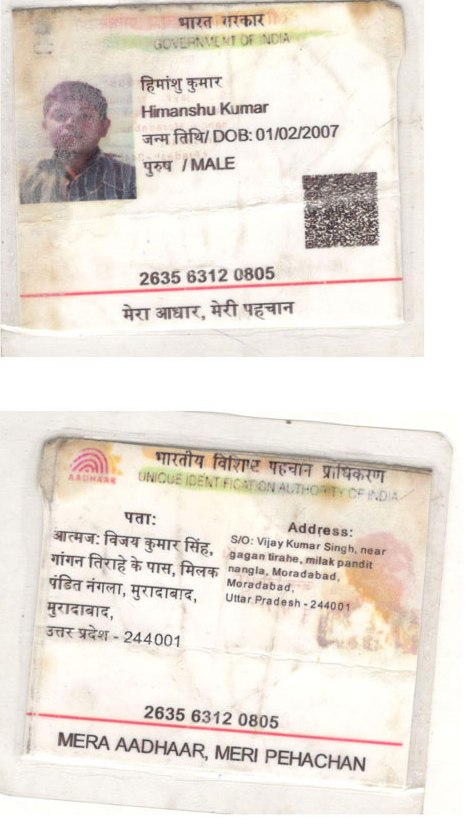 भारत सरकार
GOVERNMENT OF INDIA
हिमांशु कुमार
Himanshu Kumar
जन्म तिथि/ DOB: 01/02/2007
पुरुष / MALE
2635 6312 0805
मेरा आधार, मेरी पहचान
AADHAAR
भारतीय विशिष्ट पहचान प्राधिकरण
UNIQUE IDENTIFICATION AUTHORITY OF INDIA
पता:
आत्मज: विजय कुमार सिंह,
गांगन तिराहे के पास, मिलक
पंडित नंगला, मुरादाबाद,
मुरादाबाद,
उत्तर प्रदेश - 244001
Address:
S/O: Vijay Kumar Singh, near
gagan tirahe, milak pandit
nangla, Moradabad,
Moradabad,
Uttar Pradesh - 244001
2635 6312 0805
MERA AADHAAR, MERI PEHACHAN